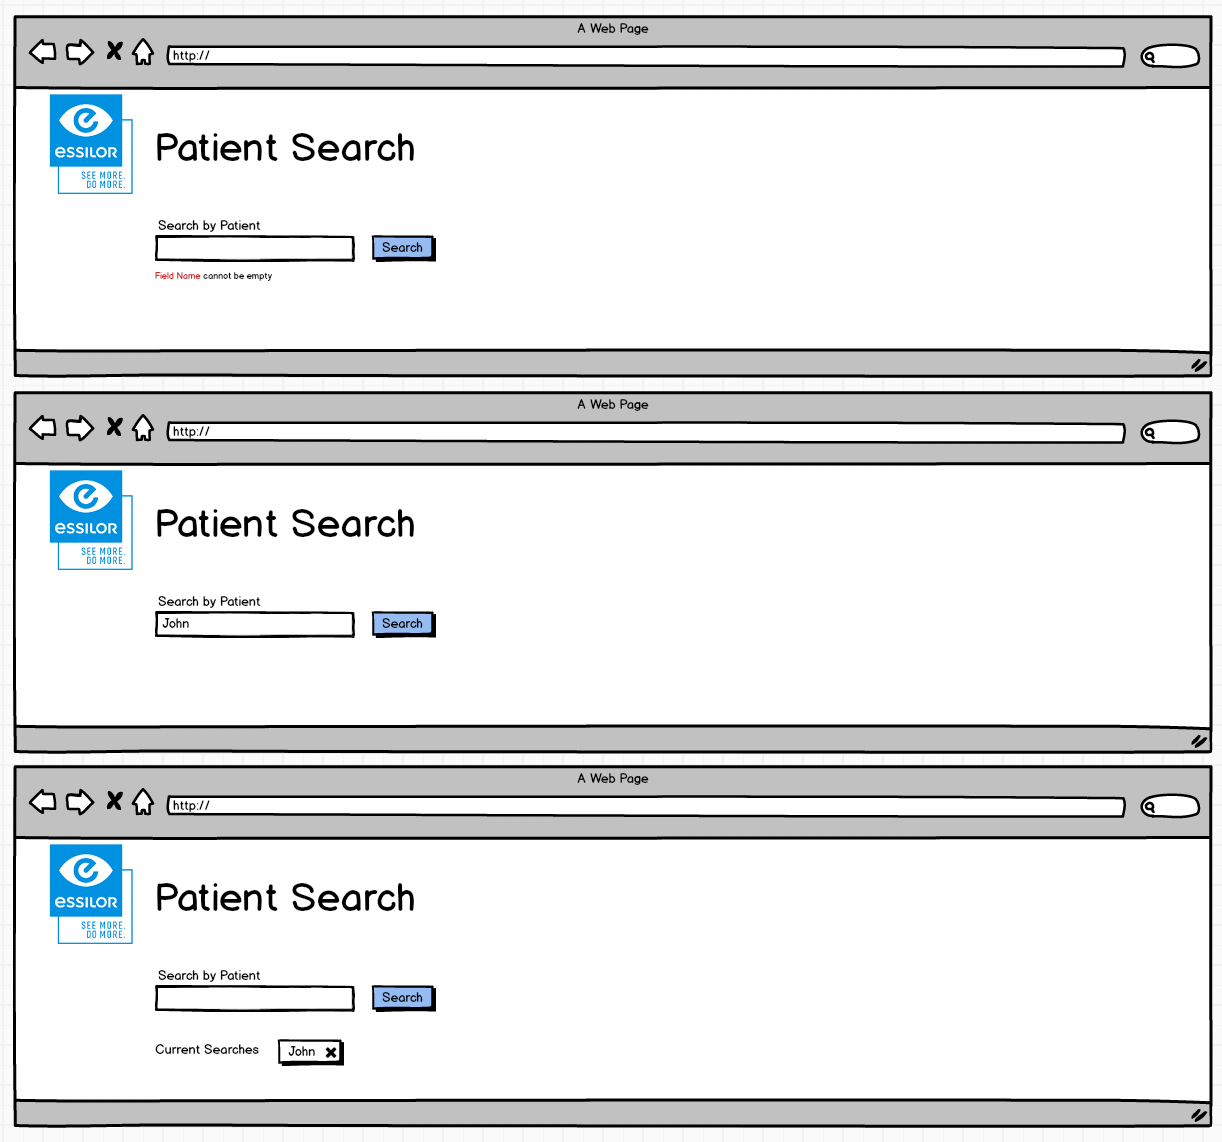 A Web Page
http://
essilor
SEE MORE.
DO MORE.
Patient Search
Search by Patient
Search
Field Name cannot be empty
A Web Page
http://
essilor
SEE MORE.
DO MORE.
Patient Search
Search by Patient
John
Search
A Web Page
http://
essilor
SEE MORE.
DO MORE.
Patient Search
Search by Patient
Search
Current Searches
John